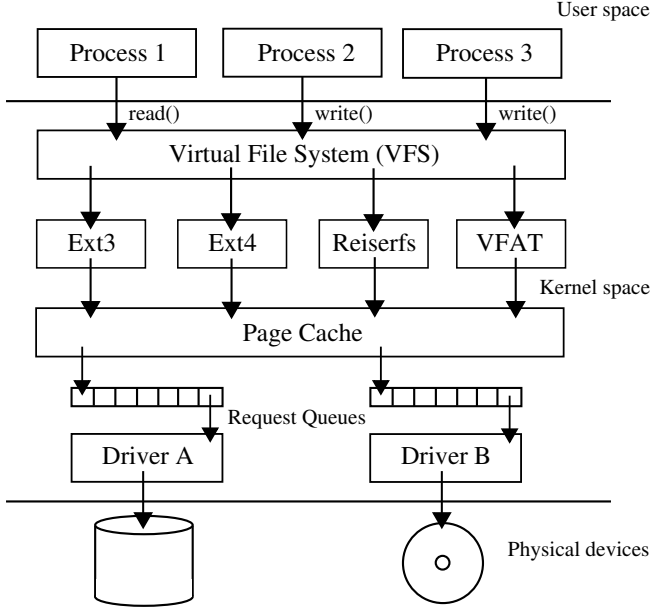 User space
Process 1 Process 2 Process 3
read() write() write()
Virtual File System (VFS)
Ext3 Ext4 Reiserfs VFAT
Kernel space
Page Cache
Request Queues
Driver A Driver B
Physical devices